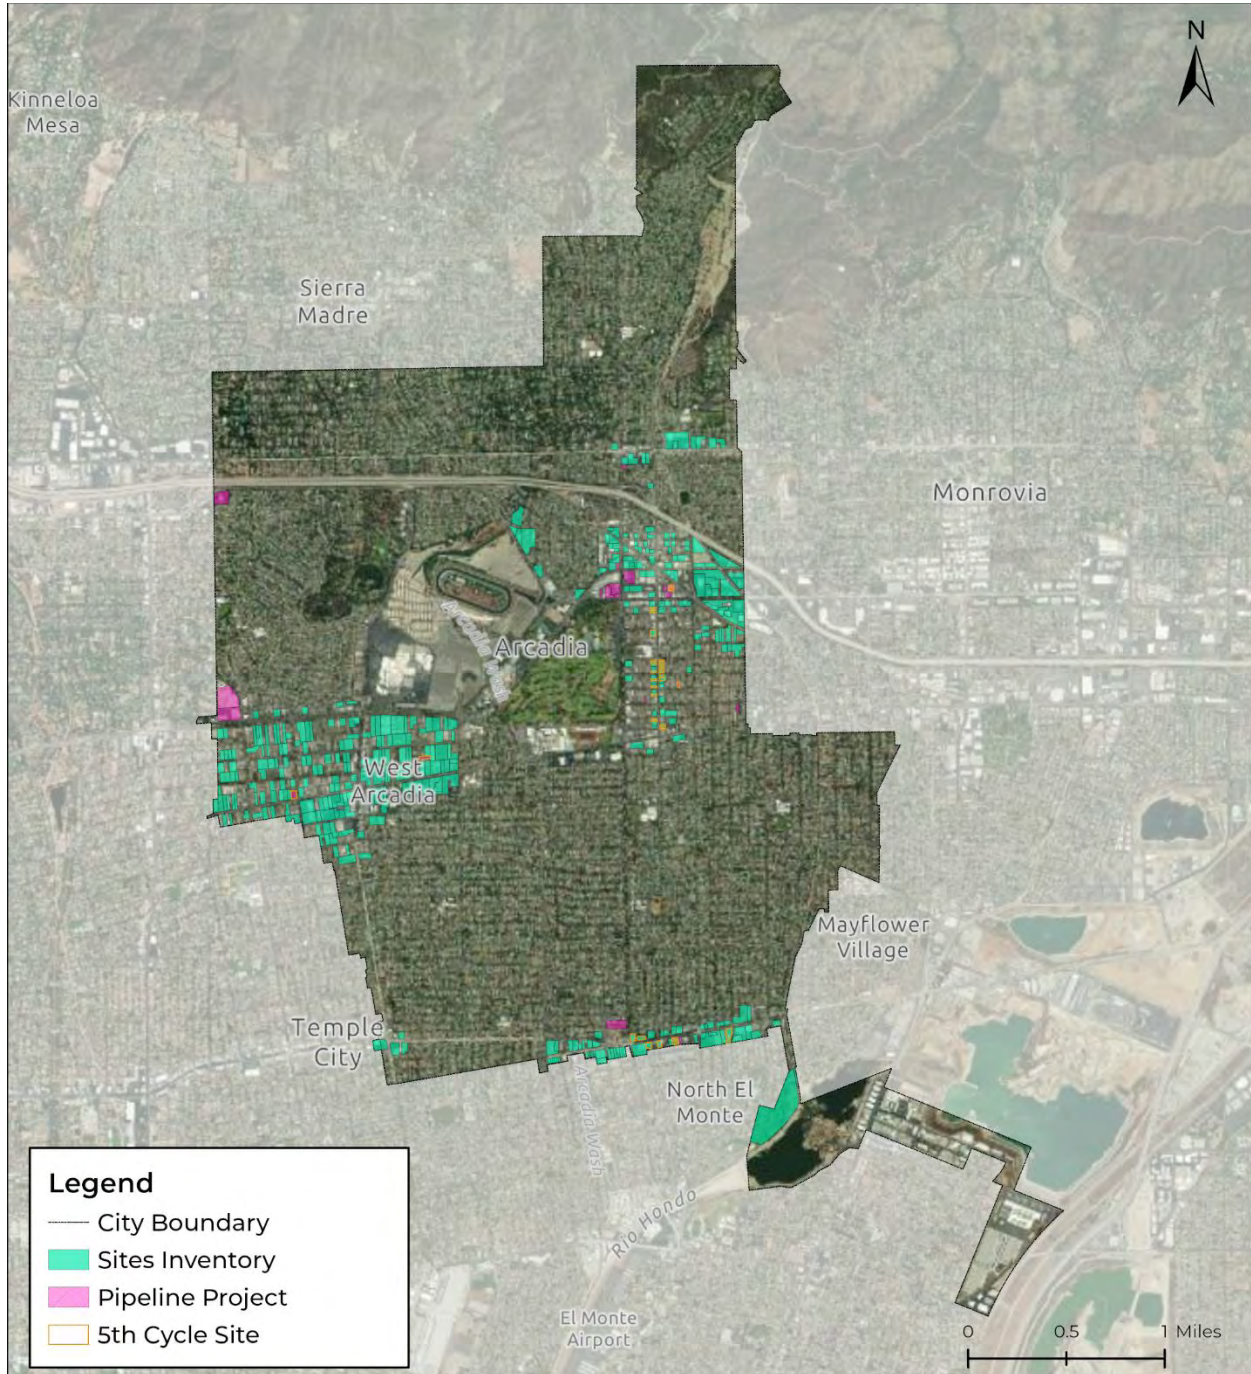 N
Kinneloa
Mesa
Sierra
Madre
Monrovia
Arcadia Wash
Arcadia
West
Arcadia
Mayflower
Village
Temple
City
North El
Monte
Arcadia Wash
Rio Hondo
El Monte
Airport
Legend
City Boundary
Sites Inventory
Pipeline Project
5th Cycle Site
0 0.5 1 Miles